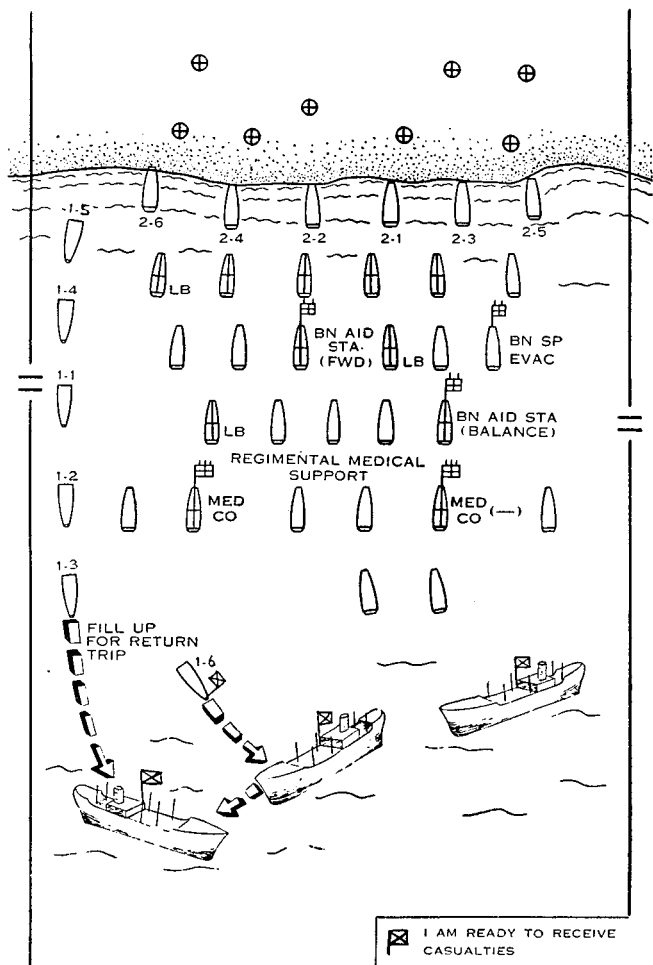 -1-5
2-6
2-4
2-2
2-1
2-3
2-5
LB
1-4
BN AID
STA.
(FWD)
LB
BN SP
EVAC
1-1
LB
BN AID STA
(BALANCE)
REGIMENTAL MEDICAL
SUPPORT
1-2
MED
CO
MED
CO (—)
1-3
FILL UP
FOR RETURN
TRIP
1-6
I AM READY TO RECEIVE
CASUALTIES